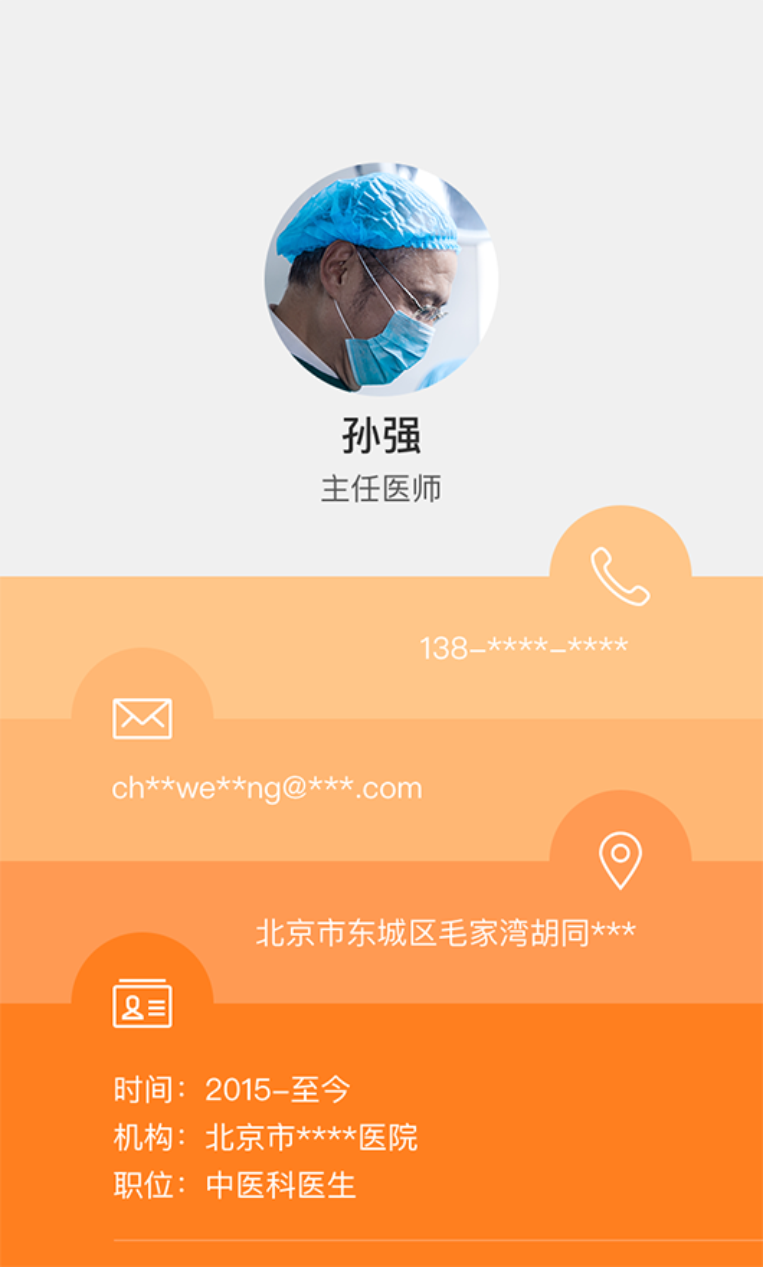 孙强
主任医师
138-****-****
ch**we**ng@***.com
北京市东城区毛家湾胡同***
时间：2015-至今
机构：北京市****医院
职位：中医科医生